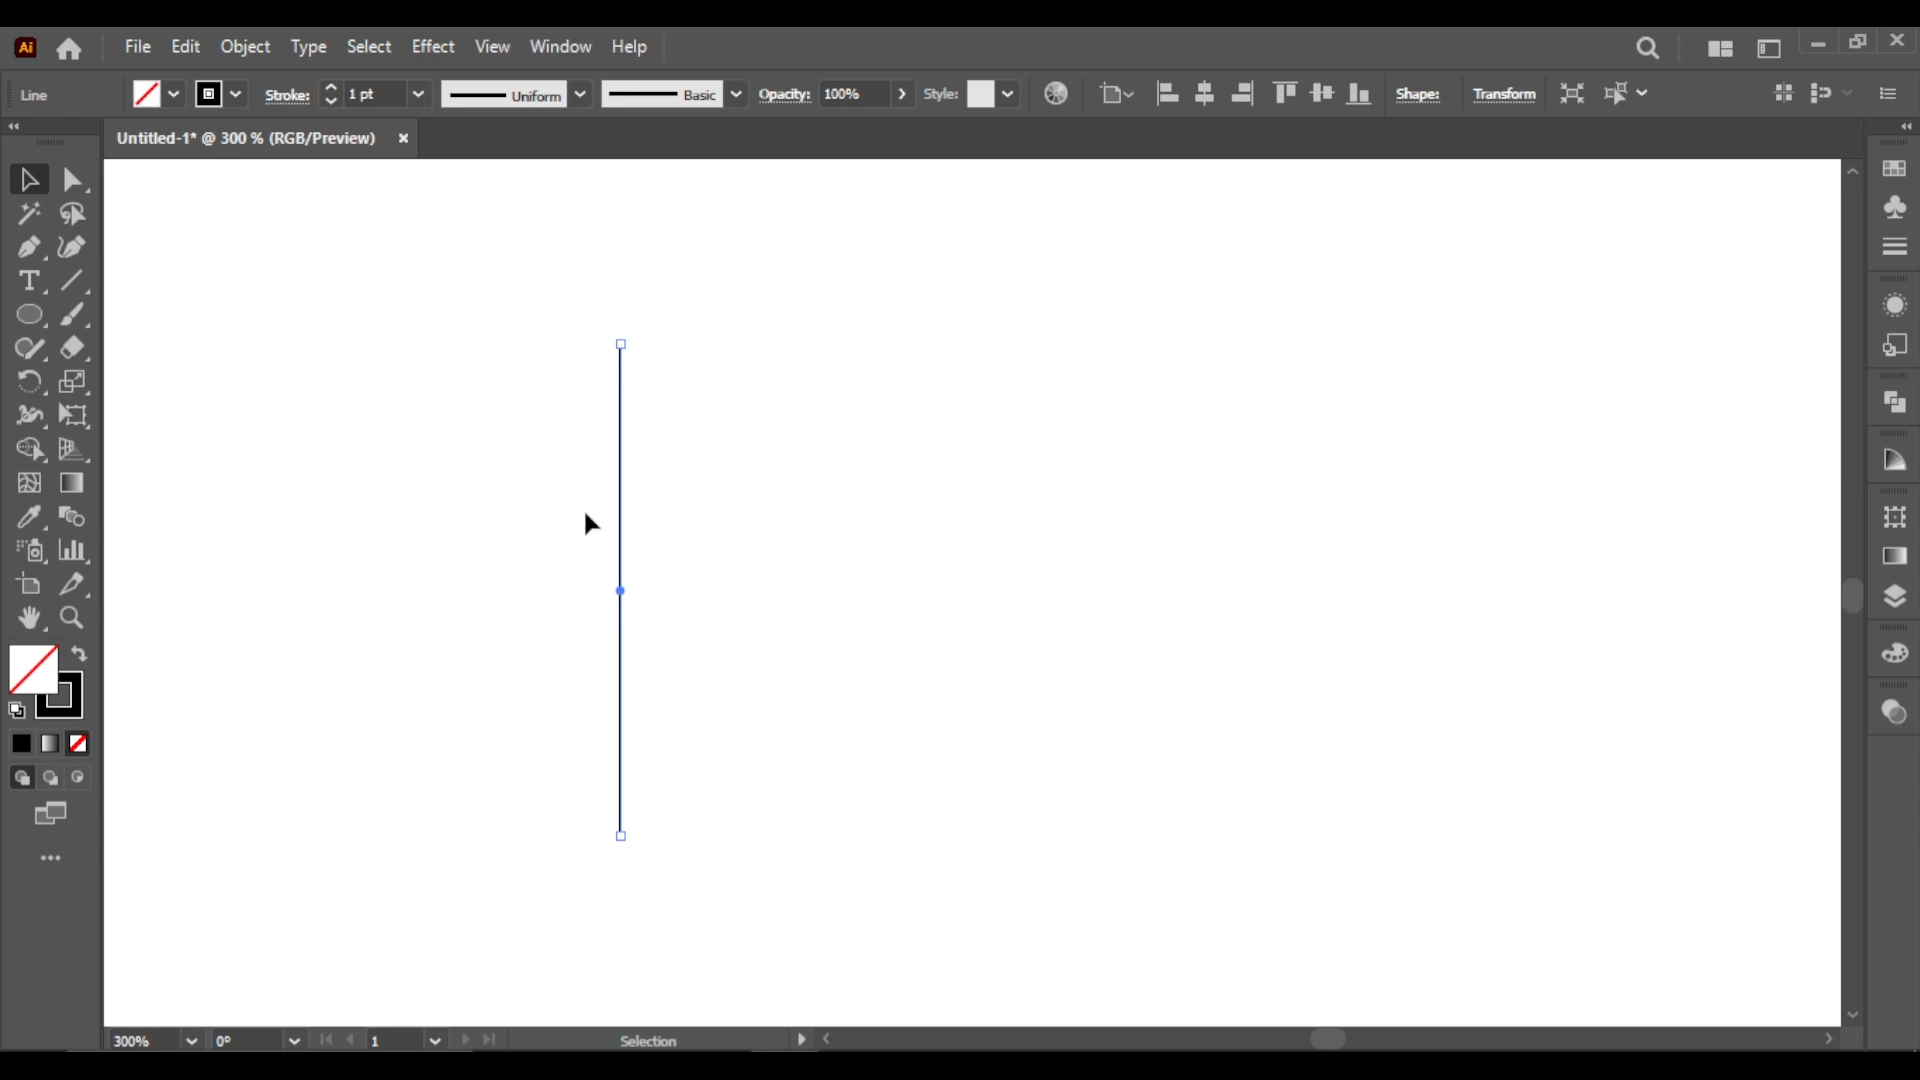 Ai File Edit Object Type Select Effect View Window Help
Line Stroke: 1 pt Uniform Basic Opacity: 100% Style: Shape: Transform
Untitled-1* @ 300 % (RGB/Preview) ×
300% 0° 1 Selection